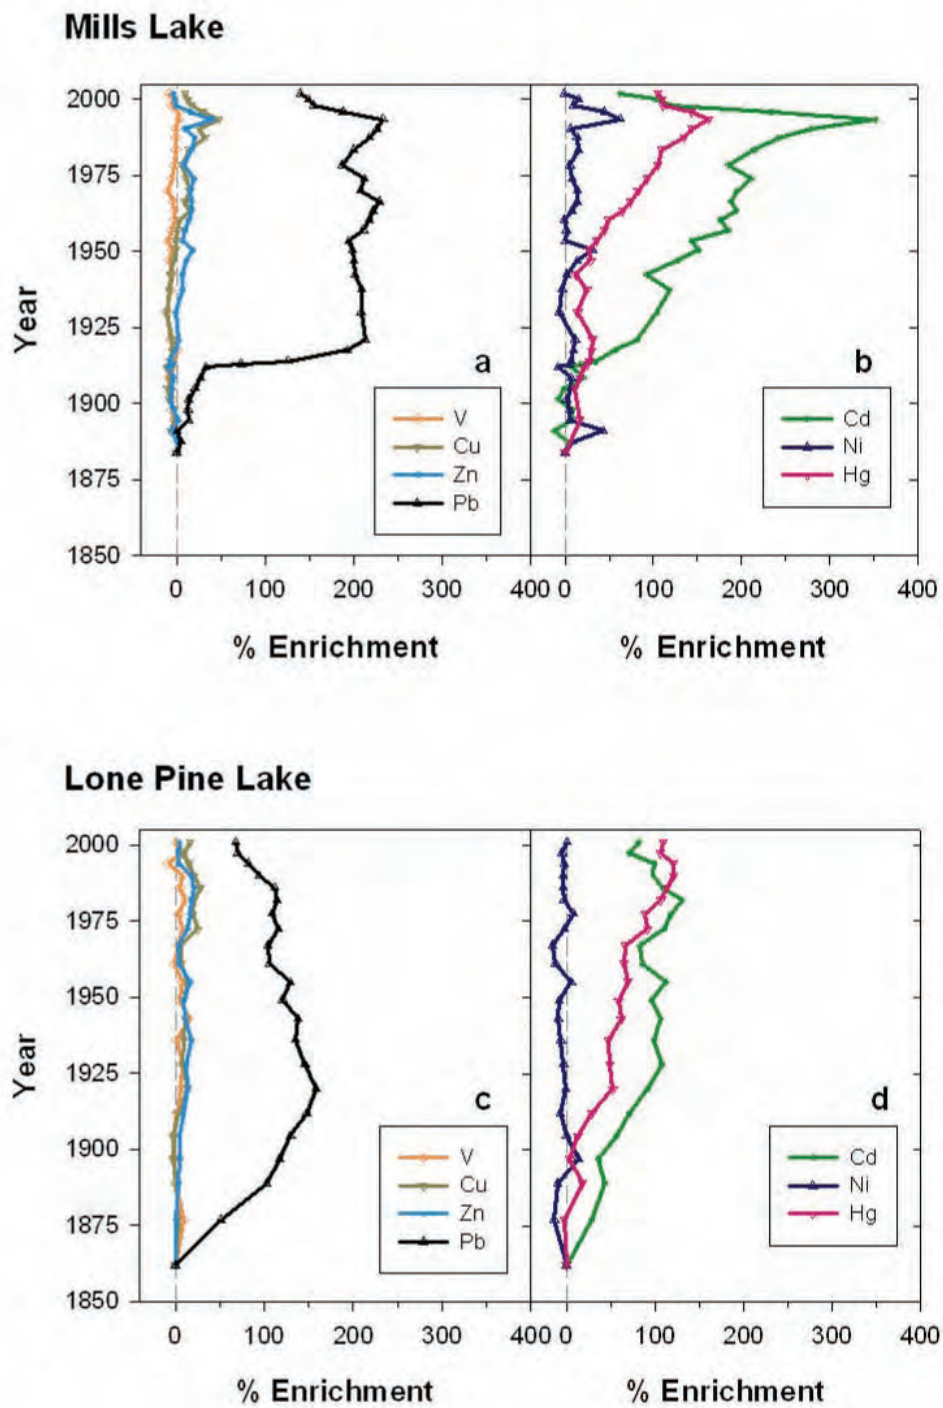 Mills Lake
2000
1975
1950
1925
1900
1875
1850
Year
a
V
Cu
Zn
Pb
0 100 200 300 400
% Enrichment
b
Cd
Ni
Hg
0 100 200 300 400
% Enrichment
Lone Pine Lake
2000
1975
1950
1925
1900
1875
1850
Year
c
V
Cu
Zn
Pb
0 100 200 300 400
% Enrichment
d
Cd
Ni
Hg
0 100 200 300 400
% Enrichment